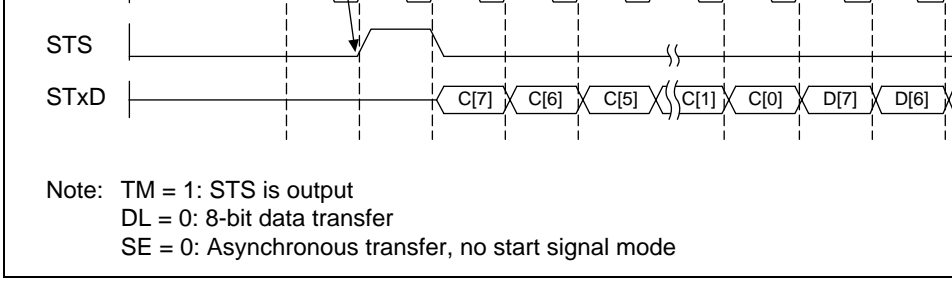 STS
STxD C[7] C[6] C[5] C[1] C[0] D[7] D[6]
Note: TM = 1: STS is output
DL = 0: 8-bit data transfer
SE = 0: Asynchronous transfer, no start signal mode